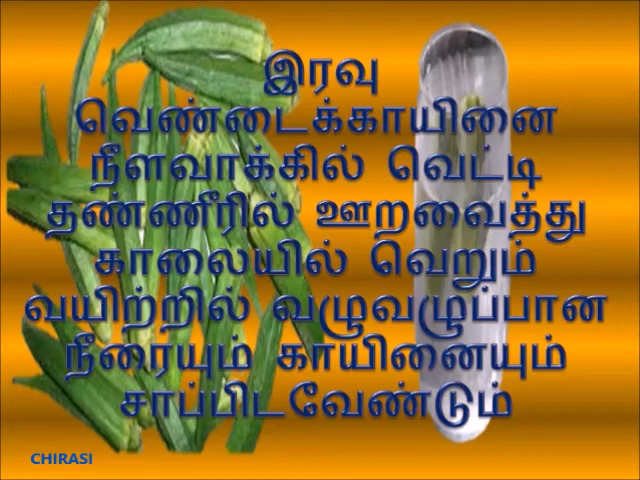 இரவு
வெண்டைக்காயினை
நீளவாக்கில் வெட்டி
தண்ணீரில் ஊறவைத்து
காலையில் வெறும்
வயிற்றில் வழுவழுப்பான
நீரையும் காயினையும்
சாப்பிடவேண்டும்
CHIRASI